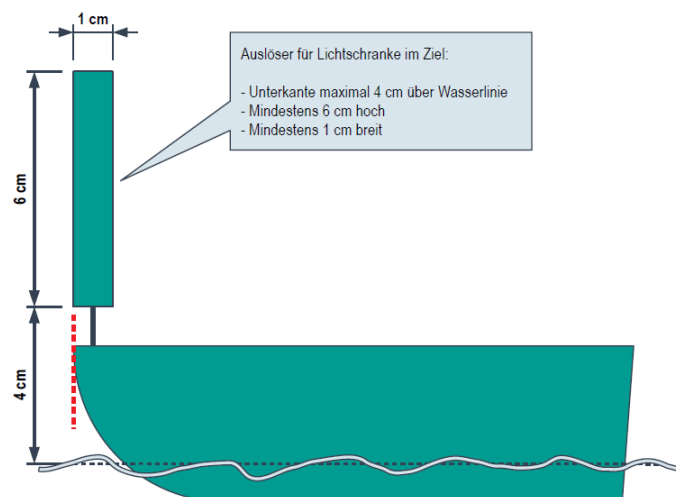 1 cm
Auslöser für Lichtschranke im Ziel:
- Unterkante maximal 4 cm über Wasserlinie
- Mindestens 6 cm hoch
- Mindestens 1 cm breit
6 cm
4 cm